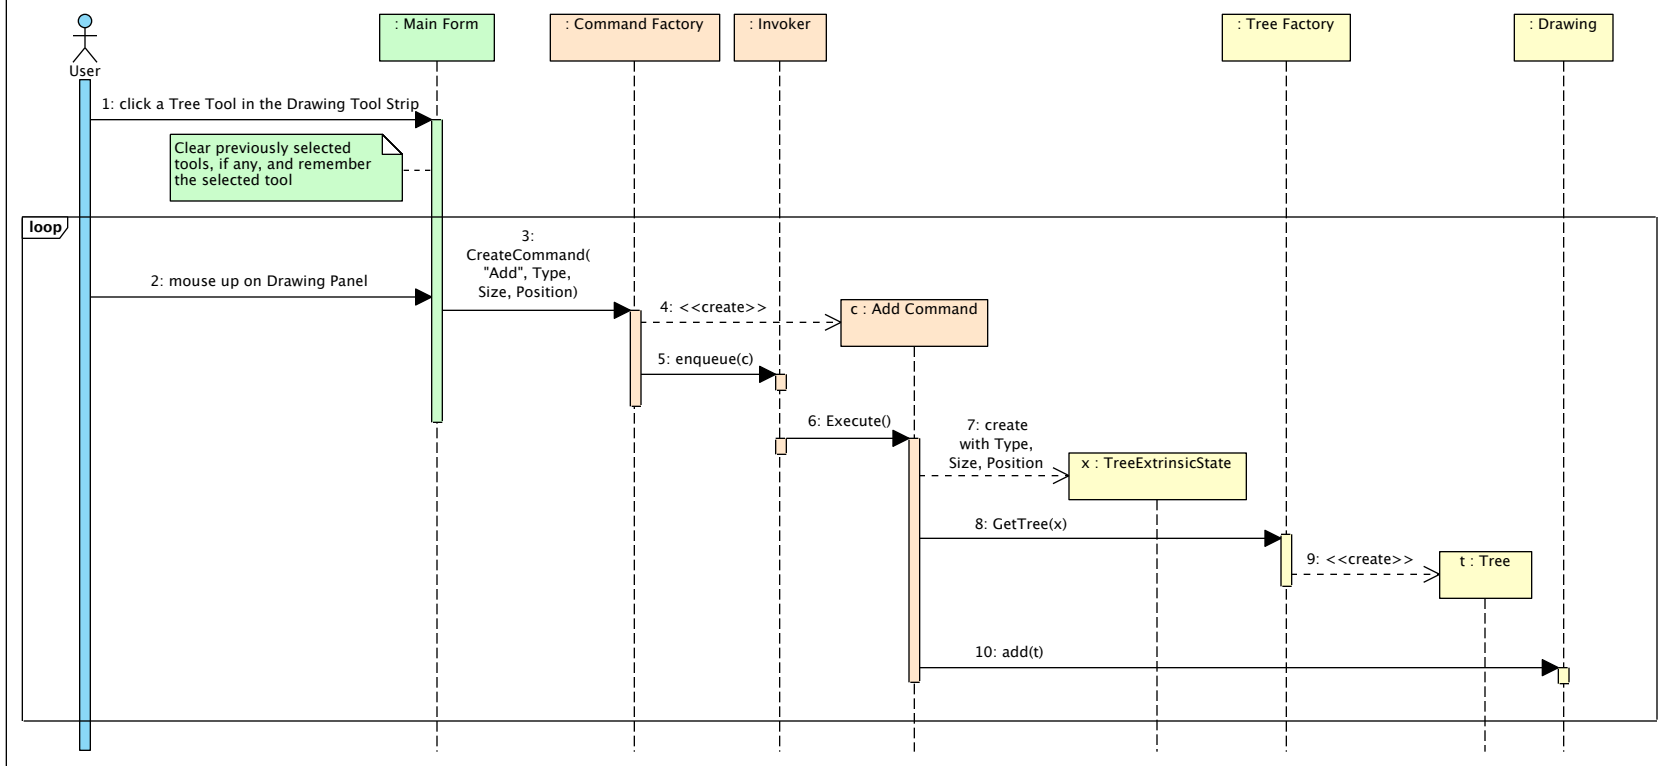 : Main Form
: Command Factory
: Invoker
: Tree Factory
: Drawing
User
1: click a Tree Tool in the Drawing Tool Strip
Clear previously selected
tools, if any, and remember
the selected tool
loop
3:
CreateCommand(
"Add", Type,
Size, Position)
2: mouse up on Drawing Panel
4: <<create>>
c : Add Command
5: enqueue(c)
6: Execute()
7: create
with Type,
Size, Position
x : TreeExtrinsicState
8: GetTree(x)
9: <<create>>
t : Tree
10: add(t)